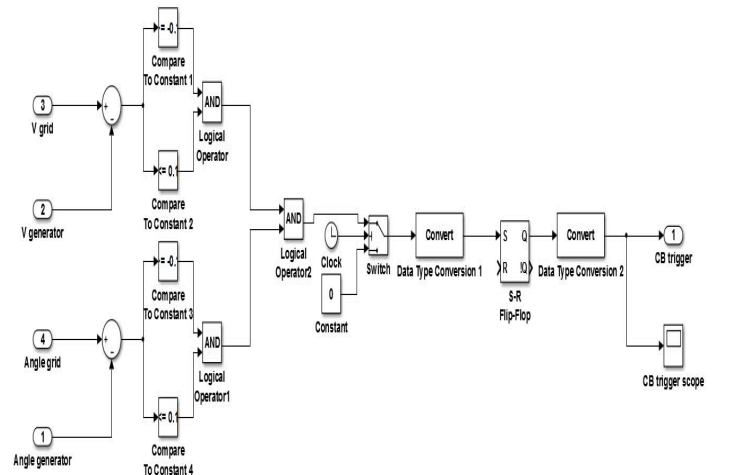 = -0.
Compare
To Constant 1
3
V grid
+
-
AND
Logical
Operator
<= 0.1
Compare
To Constant 2
2
V generator
AND
Logical
Operator2
Clock
0
Constant
Switch
Convert
Data Type Conversion 1
S Q
R !Q
S-R
Flip-Flop
Convert
Data Type Conversion 2
1
CB trigger
CB trigger scope
= -0.
Compare
To Constant 3
4
Angle grid
+
-
AND
Logical
Operator1
<= 0.1
Compare
To Constant 4
1
Angle generator